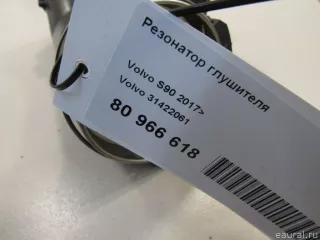 Резонатор глушителя
Volvo S90 2017>
Volvo 31422061
80 966 618
eaural.ru